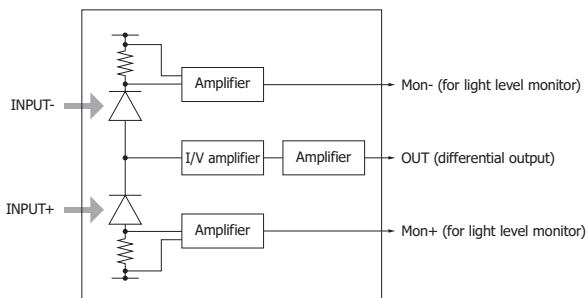 Amplifier
Mon- (for light level monitor)
INPUT-
I/V amplifier
Amplifier
OUT (differential output)
INPUT+
Amplifier
Mon+ (for light level monitor)